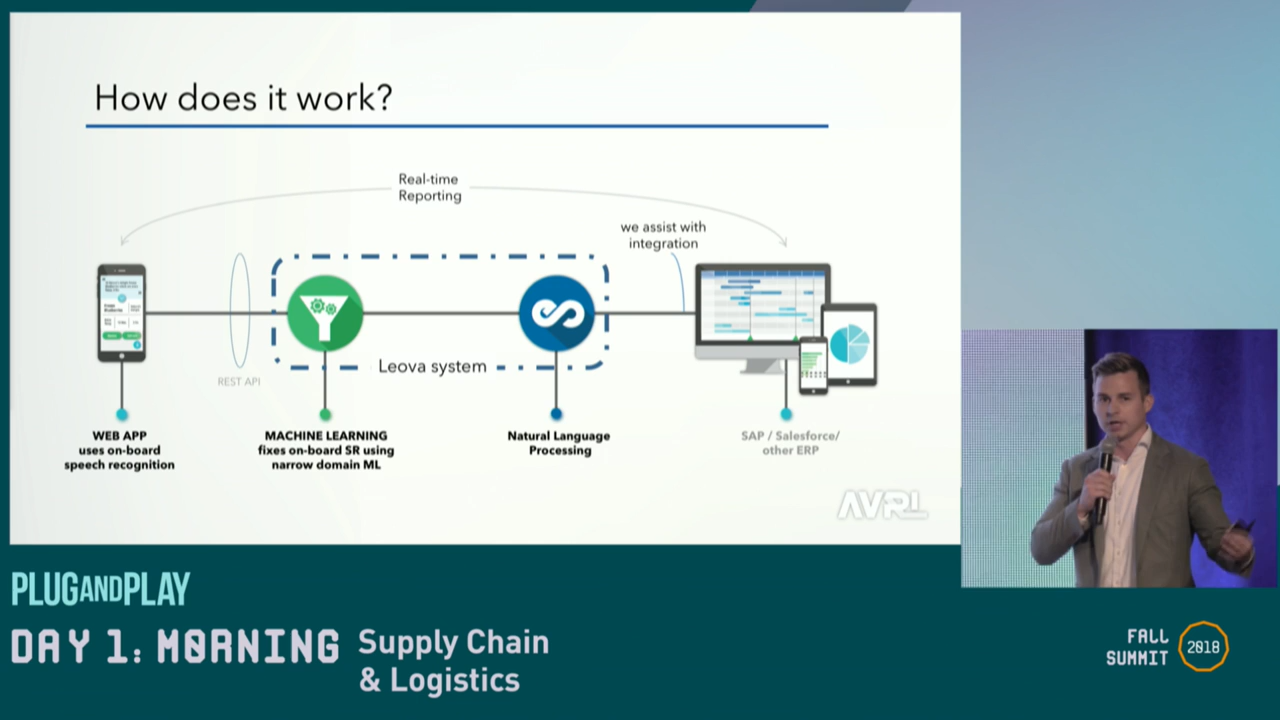 How does it work?
Real-time
Reporting
we assist with
integration
Leova system
REST API
WEB APP
uses on-board
speech recognition
MACHINE LEARNING
fixes on-board SR using
narrow domain ML
Natural Language
Processing
SAP / Salesforce/
other ERP
AVRL
PLUGANDPLAY
DAY 1: MORNING
Supply Chain
& Logistics
FALL
SUMMIT
2018